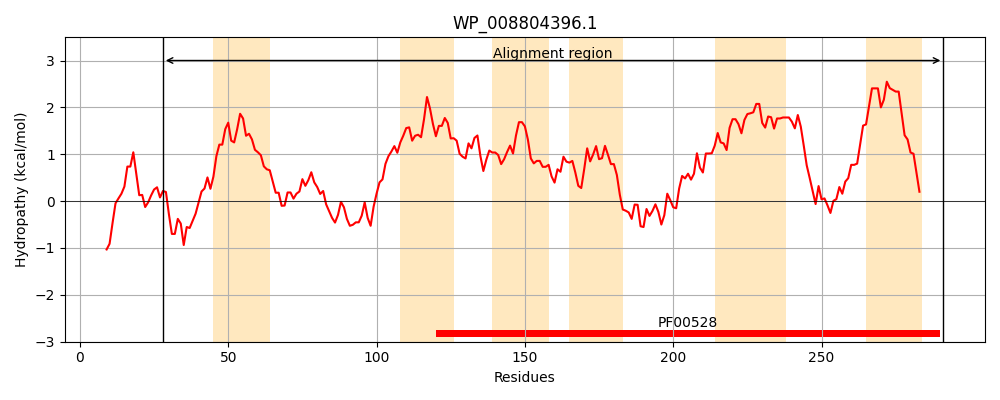 WP_008804396.1
Hydropathy (kcal/mol)
3
2
1
0
−1
−2
−3
Alignment region
PF00528
0 50 100 150 200 250
Residues